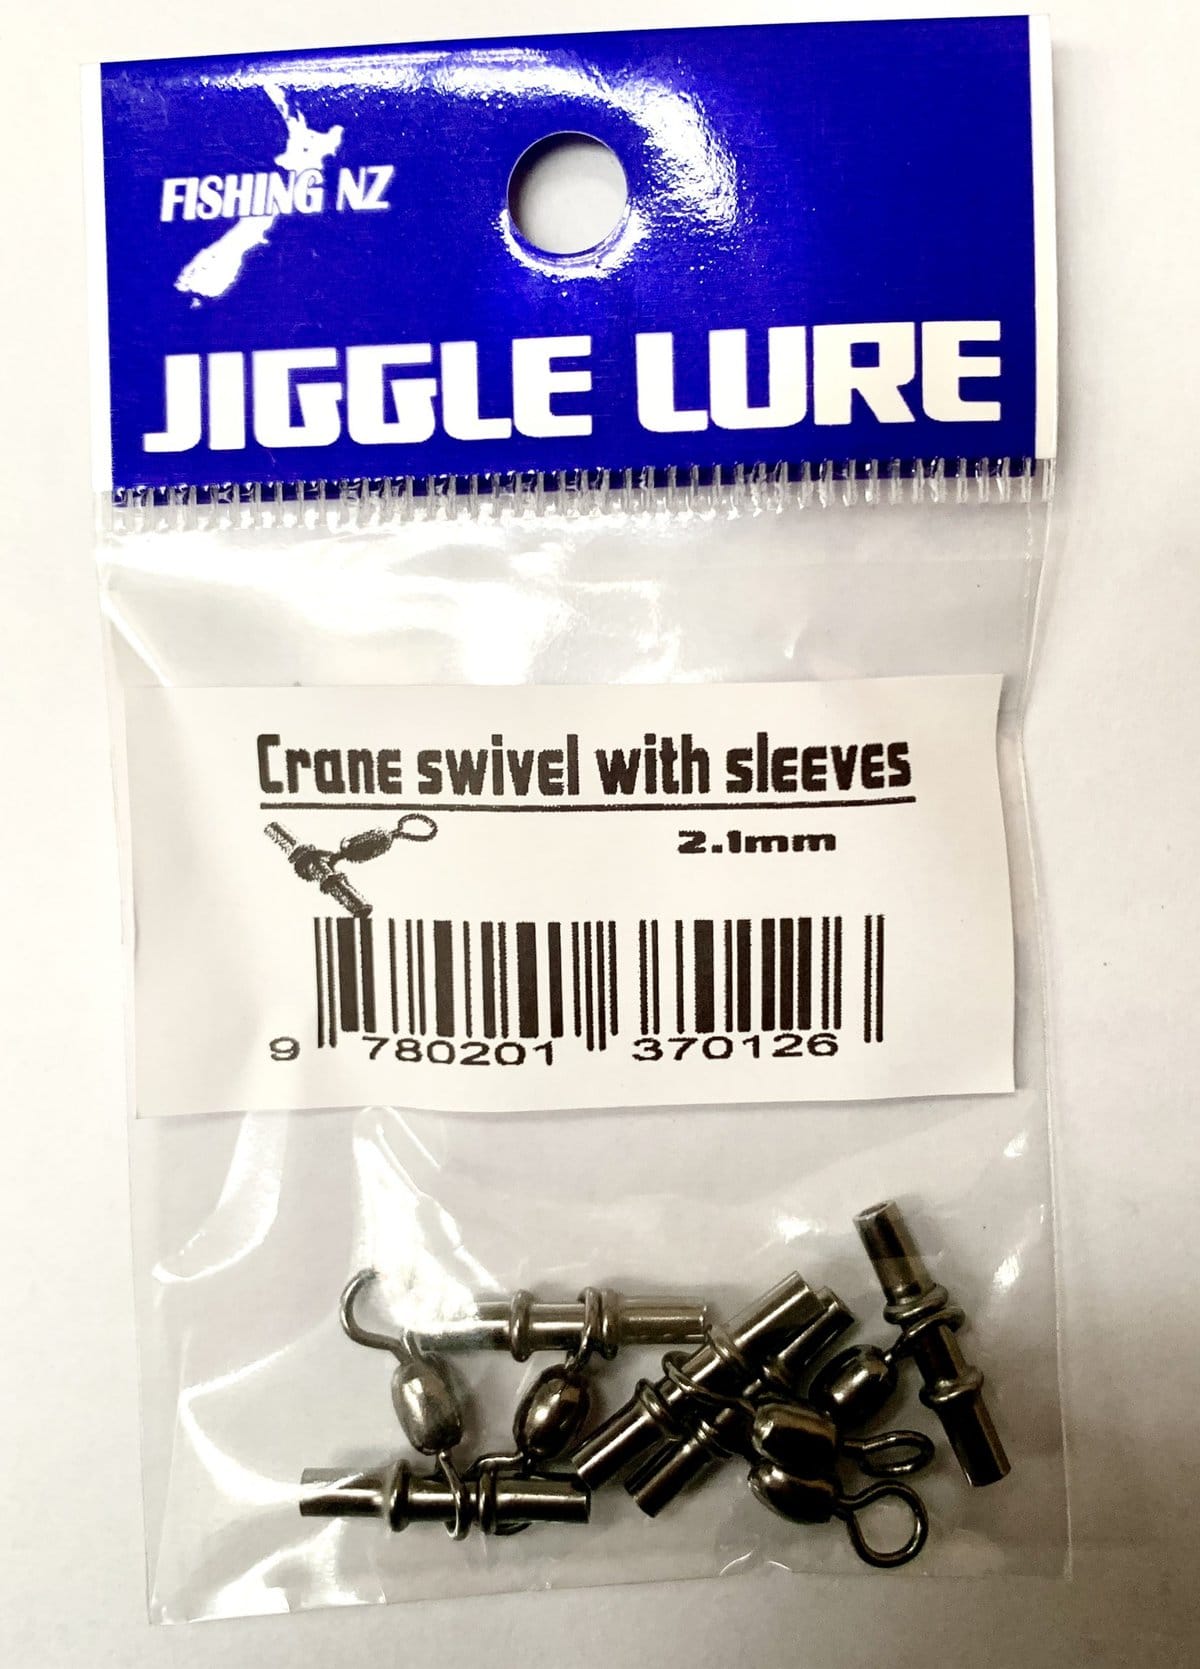 FISHING NZ
JIGGLE LURE
Crane swivel with sleeves
2.1mm
9 780201 370126